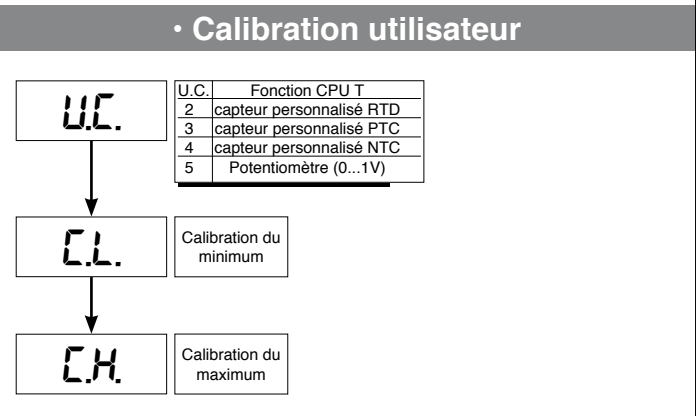 · Calibration utilisateur
U.C.
U.C. Fonction CPU T
2 capteur personnalisé RTD
3 capteur personnalisé PTC
4 capteur personnalisé NTC
5 Potentiomètre (0...1V)
C.L.
Calibration du
minimum
C.H.
Calibration du
maximum